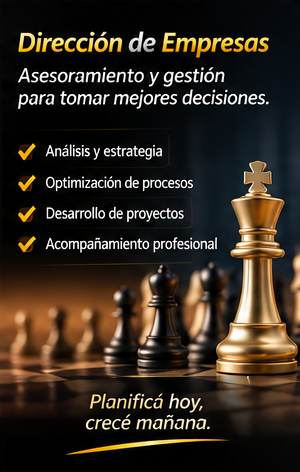 Dirección de Empresas
Asesoramiento y gestión
para tomar mejores decisiones.
Análisis y estrategia
Optimización de procesos
Desarrollo de proyectos
Acompañamiento profesional
Planificá hoy,
crecé mañana.